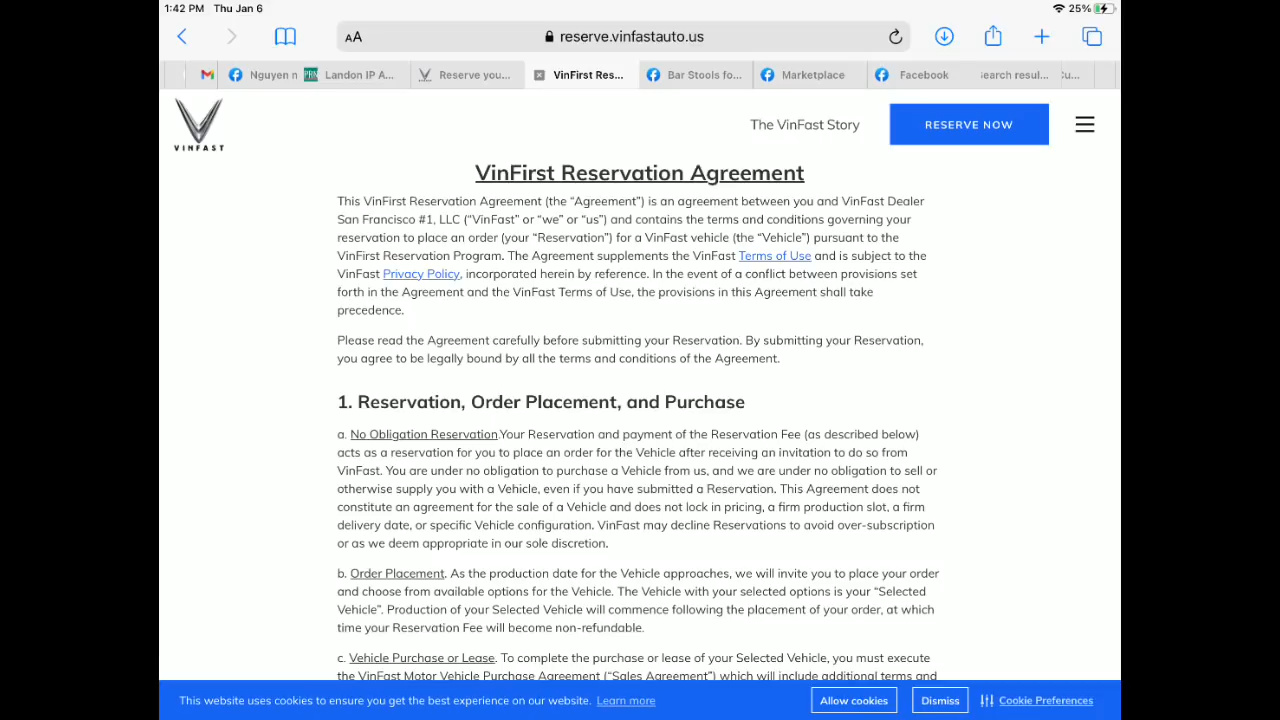 1:42 PM Thu Jan 6
25%
AA
reserve.vinfastauto.us
Nguyen n
PRN
Landon IP A...
Reserve you...
VinFirst Res...
Bar Stools fo...
Marketplace
Facebook
search resul...
VINFAST
The VinFast Story
RESERVE NOW
VinFirst Reservation Agreement
This VinFirst Reservation Agreement (the “Agreement”) is an agreement between you and VinFast Dealer
San Francisco #1, LLC (“VinFast” or “we” or “us”) and contains the terms and conditions governing your
reservation to place an order (your “Reservation”) for a VinFast vehicle (the “Vehicle”) pursuant to the
VinFirst Reservation Program. The Agreement supplements the VinFast Terms of Use and is subject to the
VinFast Privacy Policy, incorporated herein by reference. In the event of a conflict between provisions set
forth in the Agreement and the VinFast Terms of Use, the provisions in this Agreement shall take
precedence.
Please read the Agreement carefully before submitting your Reservation. By submitting your Reservation,
you agree to be legally bound by all the terms and conditions of the Agreement.
1. Reservation, Order Placement, and Purchase
a. No Obligation Reservation.Your Reservation and payment of the Reservation Fee (as described below)
acts as a reservation for you to place an order for the Vehicle after receiving an invitation to do so from
VinFast. You are under no obligation to purchase a Vehicle from us, and we are under no obligation to sell or
otherwise supply you with a Vehicle, even if you have submitted a Reservation. This Agreement does not
constitute an agreement for the sale of a Vehicle and does not lock in pricing, a firm production slot, a firm
delivery date, or specific Vehicle configuration. VinFast may decline Reservations to avoid over-subscription
or as we deem appropriate in our sole discretion.
b. Order Placement. As the production date for the Vehicle approaches, we will invite you to place your order
and choose from available options for the Vehicle. The Vehicle with your selected options is your “Selected
Vehicle”. Production of your Selected Vehicle will commence following the placement of your order, at which
time your Reservation Fee will become non-refundable.
c. Vehicle Purchase or Lease. To complete the purchase or lease of your Selected Vehicle, you must execute
the VinFast Motor Vehicle Purchase Agreement (“Sales Agreement”) which will include additional terms and
This website uses cookies to ensure you get the best experience on our website. Learn more
Allow cookies
Dismiss
Cookie Preferences